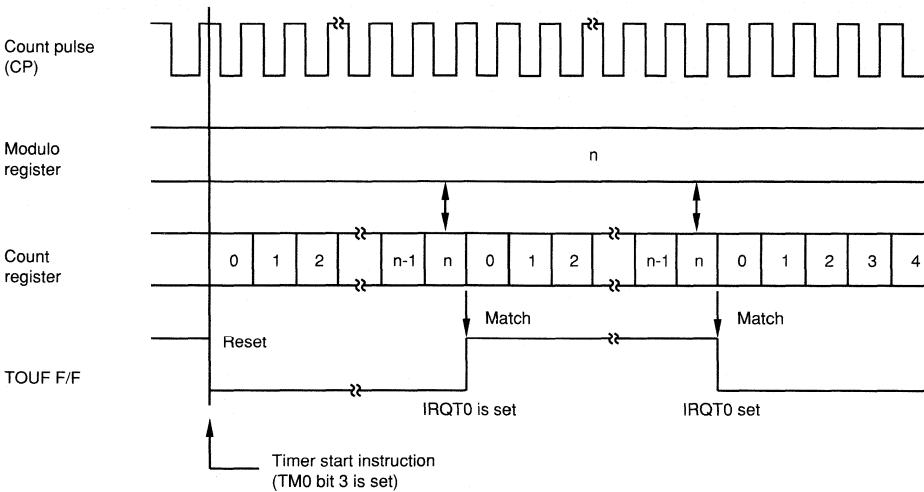 Count pulse
(CP)
Modulo
register
n
Count
register
0 1 2 n-1 n 0 1 2 n-1 n 0 1 2 3 4
Match
Match
Reset
TOUF F/F
IRQT0 is set
IRQT0 set
Timer start instruction
(TM0 bit 3 is set)